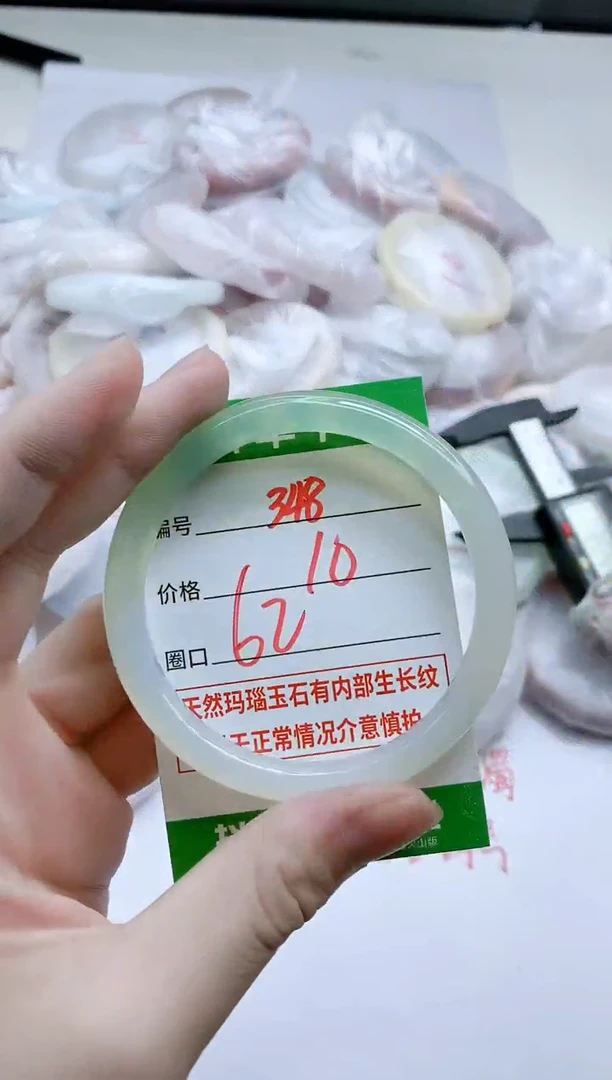 编号 348
价格 10
圈口 62
天然玛瑙玉石有内部生长纹
于正常情况介意慎拍